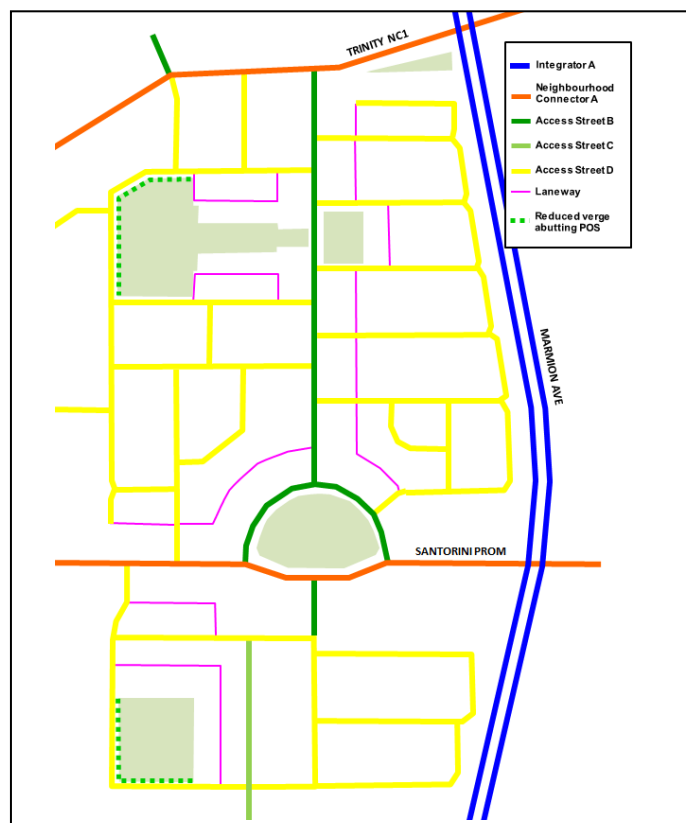 TRINITY NC1
Integrator A
Neighbourhood
Connector A
Access Street B
Access Street C
Access Street D
Laneway
Reduced verge
abutting POS
MARMION AVE
SANTORINI PROM